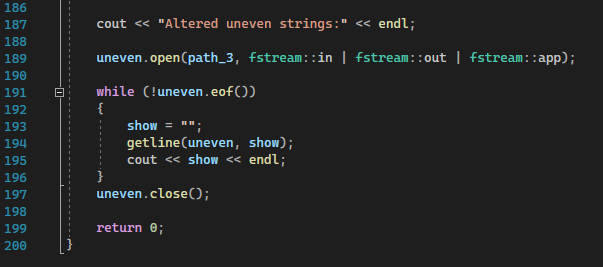 186
187 cout << "Altered uneven strings:" << endl;
188
189 uneven.open(path_3, fstream::in | fstream::out | fstream::app);
190
191 while (!uneven.eof())
192 {
193 show = "";
194 getline(uneven, show);
195 cout << show << endl;
196 }
197 uneven.close();
198
199 return 0;
200 }